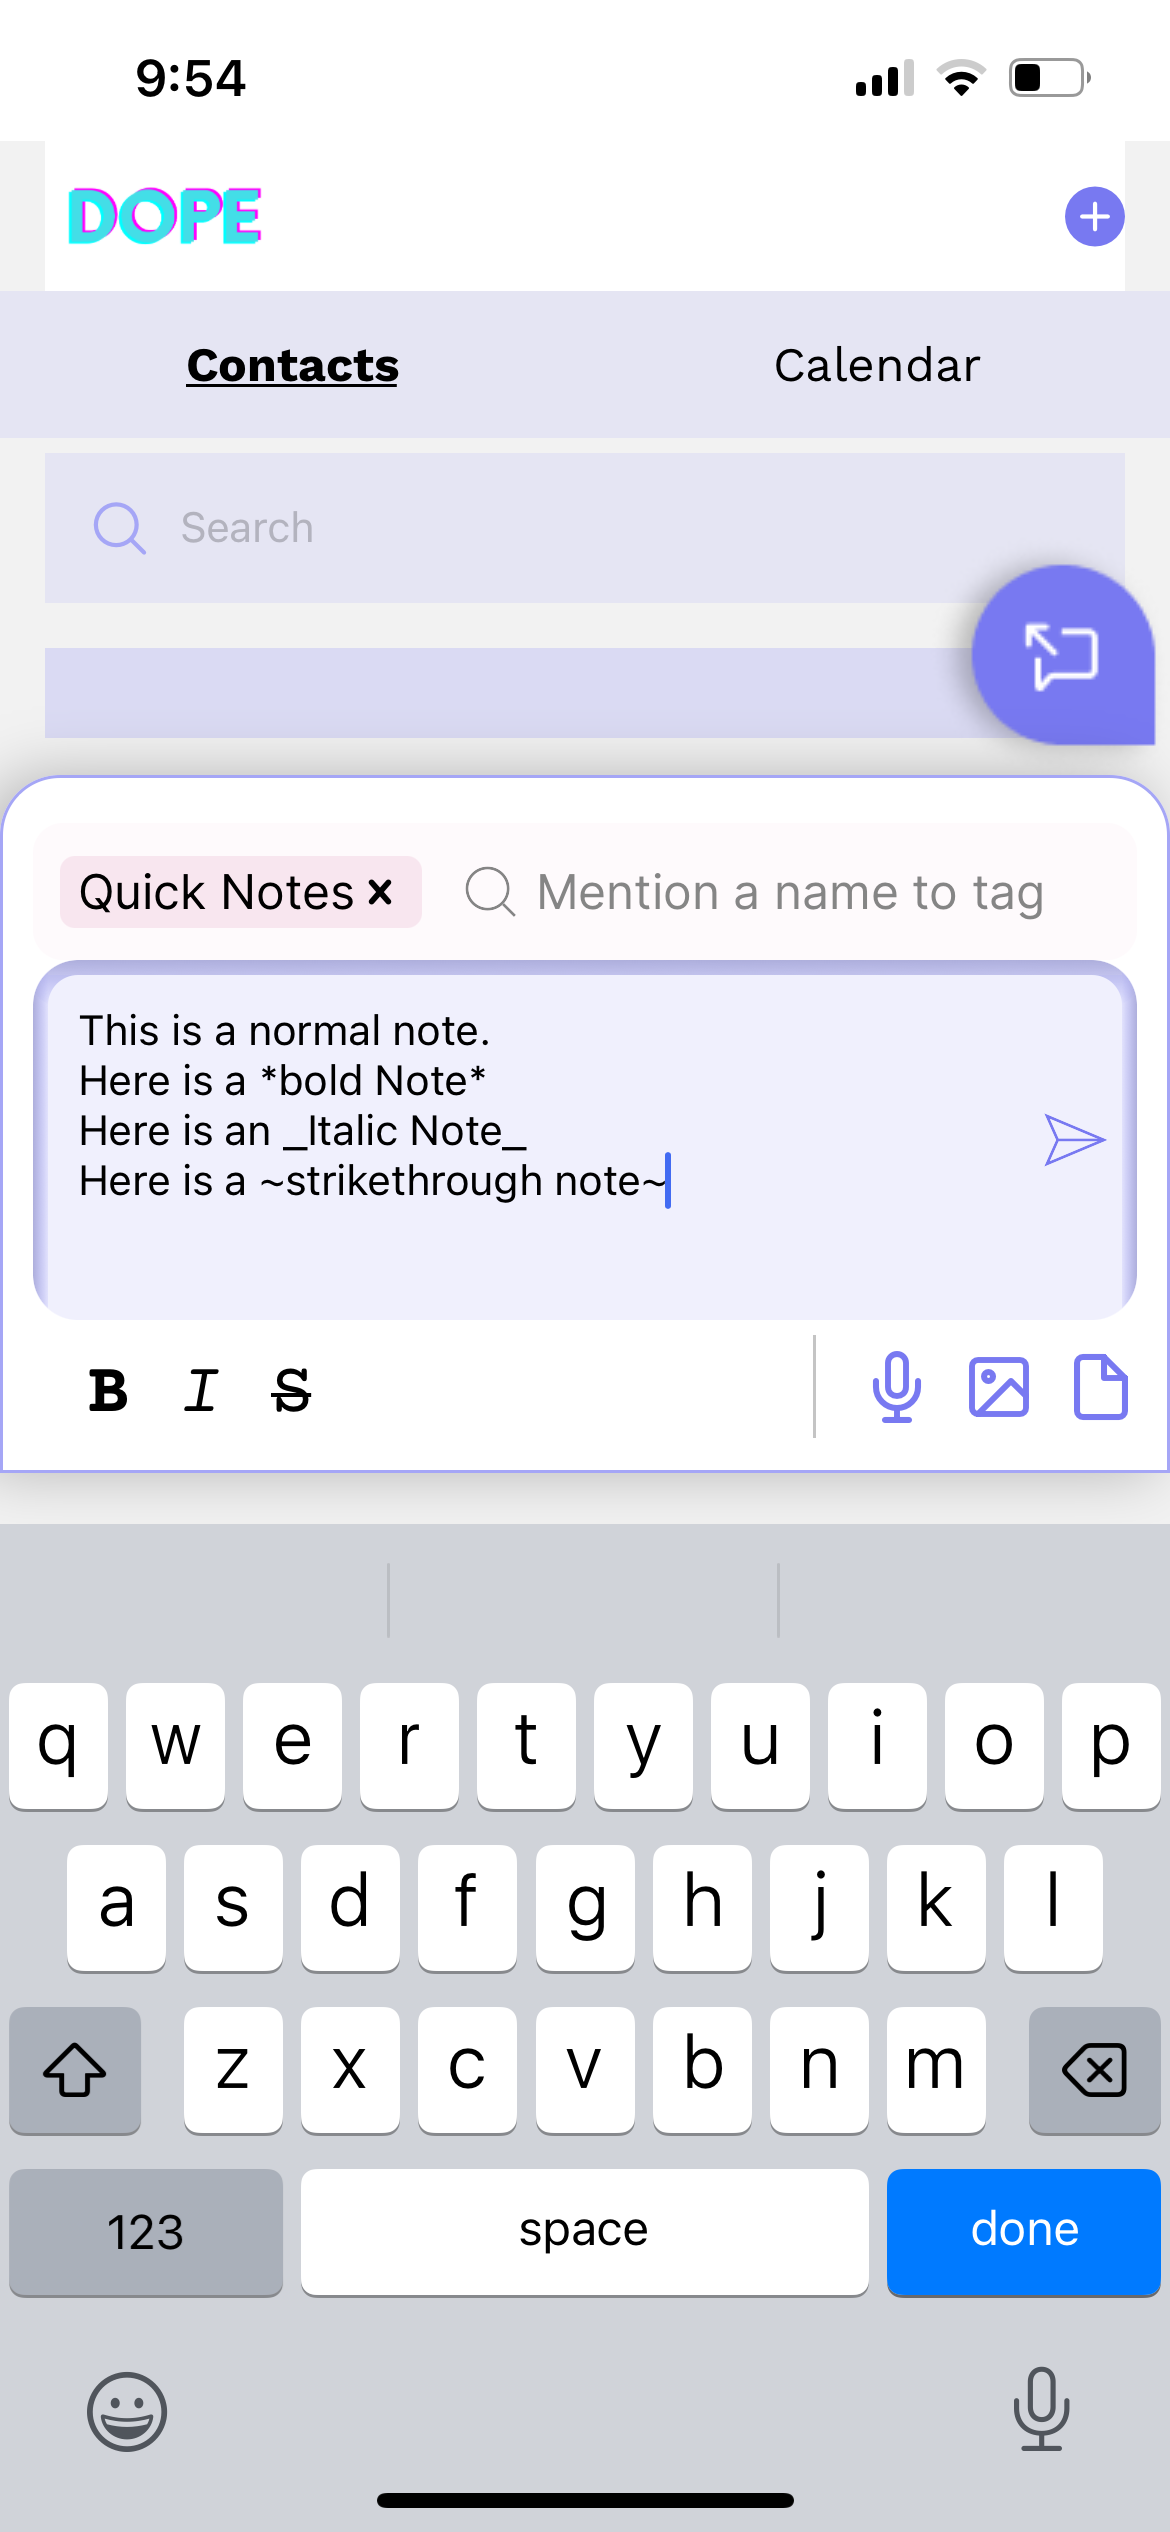 9:54
DOPE
Contacts
Calendar
Search
Quick Notes ×
Mention a name to tag
This is a normal note.
Here is a *bold Note*
Here is an _Italic Note_
Here is a ~strikethrough note~
B I S
q w e r t y u i o p
a s d f g h j k l
z x c v b n m
123 space done